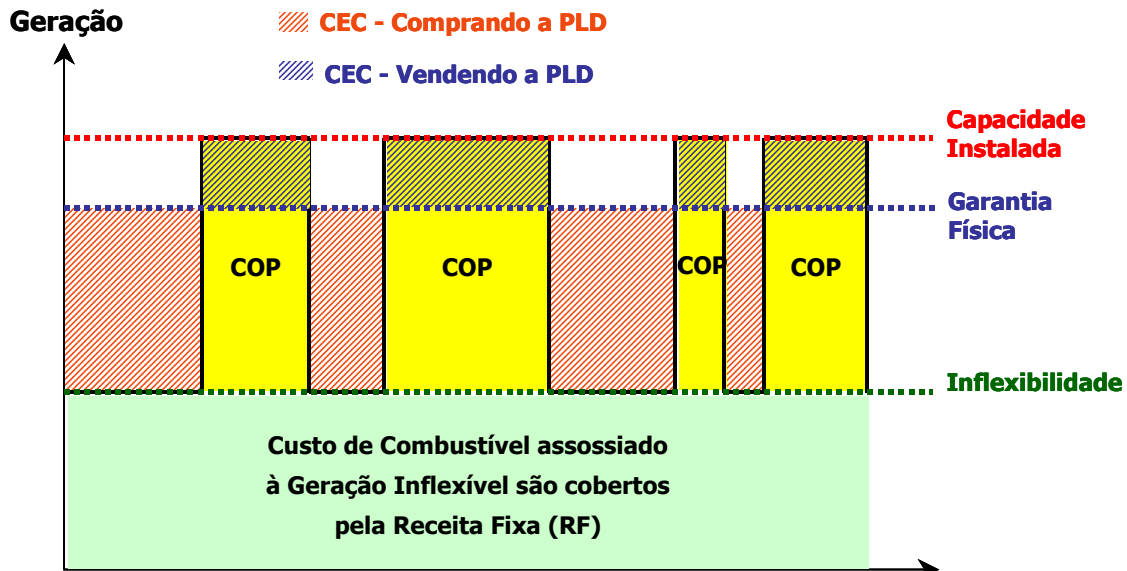 Geração
CEC - Comprando a PLD
CEC - Vendendo a PLD
Capacidade
Instalada
Garantia
Física
COP
COP
COP
COP
Inflexibilidade
Custo de Combustível assossiado
à Geração Inflexível são cobertos
pela Receita Fixa (RF)